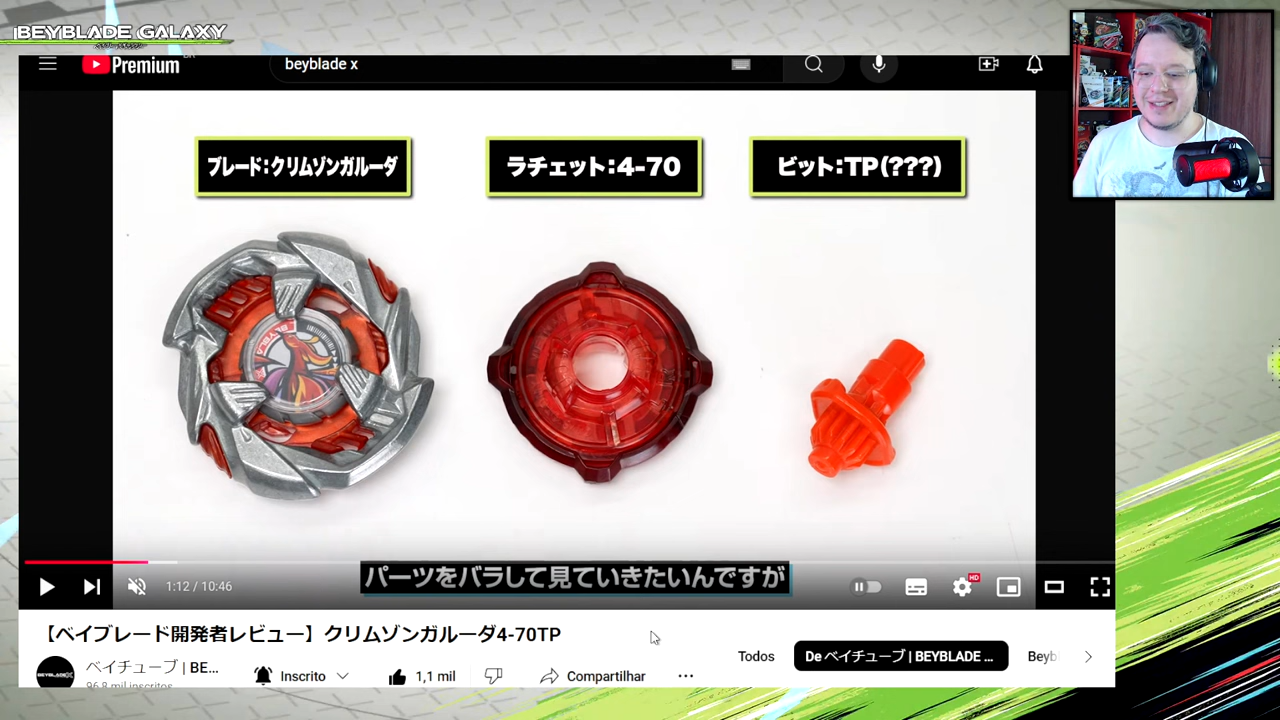 BEYBLADE GALAXY
Premium
beyblade x
ブレード:クリムゾンガルーダ
ラチェット:4-70
ビット:TP(???)
パーツをバラして見ていきたいんですが
1:12 / 10:46
HD
【ベイブレード開発者レビュー】クリムゾンガルーダ4-70TP
ベイチューブ | BE...
96,8 mil inscritos
Inscrito
1,1 mil
Compartilhar
Todos
De ベイチューブ | BEYBLADE ...
Beyb